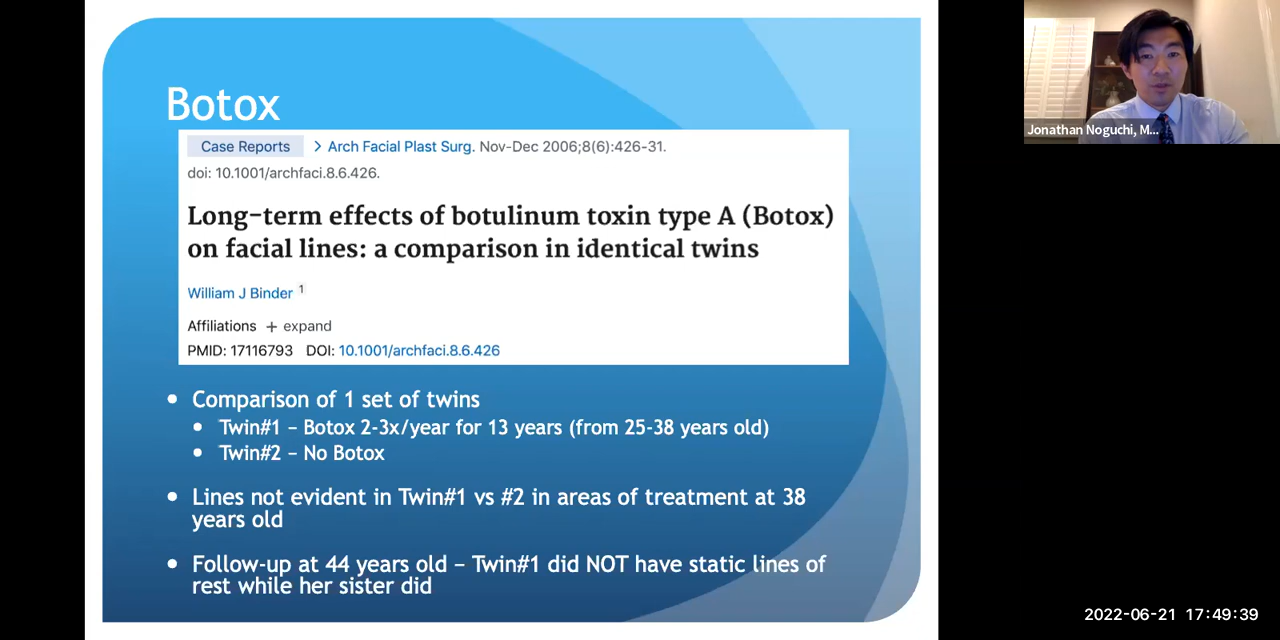 Botox
Case Reports > Arch Facial Plast Surg. Nov-Dec 2006;8(6):426-31.
doi: 10.1001/archfaci.8.6.426.
Long-term effects of botulinum toxin type A (Botox)
on facial lines: a comparison in identical twins
William J Binder 1
Affiliations + expand
PMID: 17116793 DOI: 10.1001/archfaci.8.6.426
• Comparison of 1 set of twins
• Twin#1 – Botox 2-3x/year for 13 years (from 25-38 years old)
• Twin#2 – No Botox
• Lines not evident in Twin#1 vs #2 in areas of treatment at 38
years old
• Follow-up at 44 years old – Twin#1 did NOT have static lines of
rest while her sister did
Jonathan Noguchi, M...
2022-06-21 17:49:39